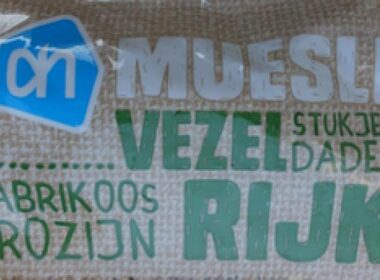 ah MUESLI
VEZEL STUKJE
DADE
ABRIKOOS RIJK
ROZIJN